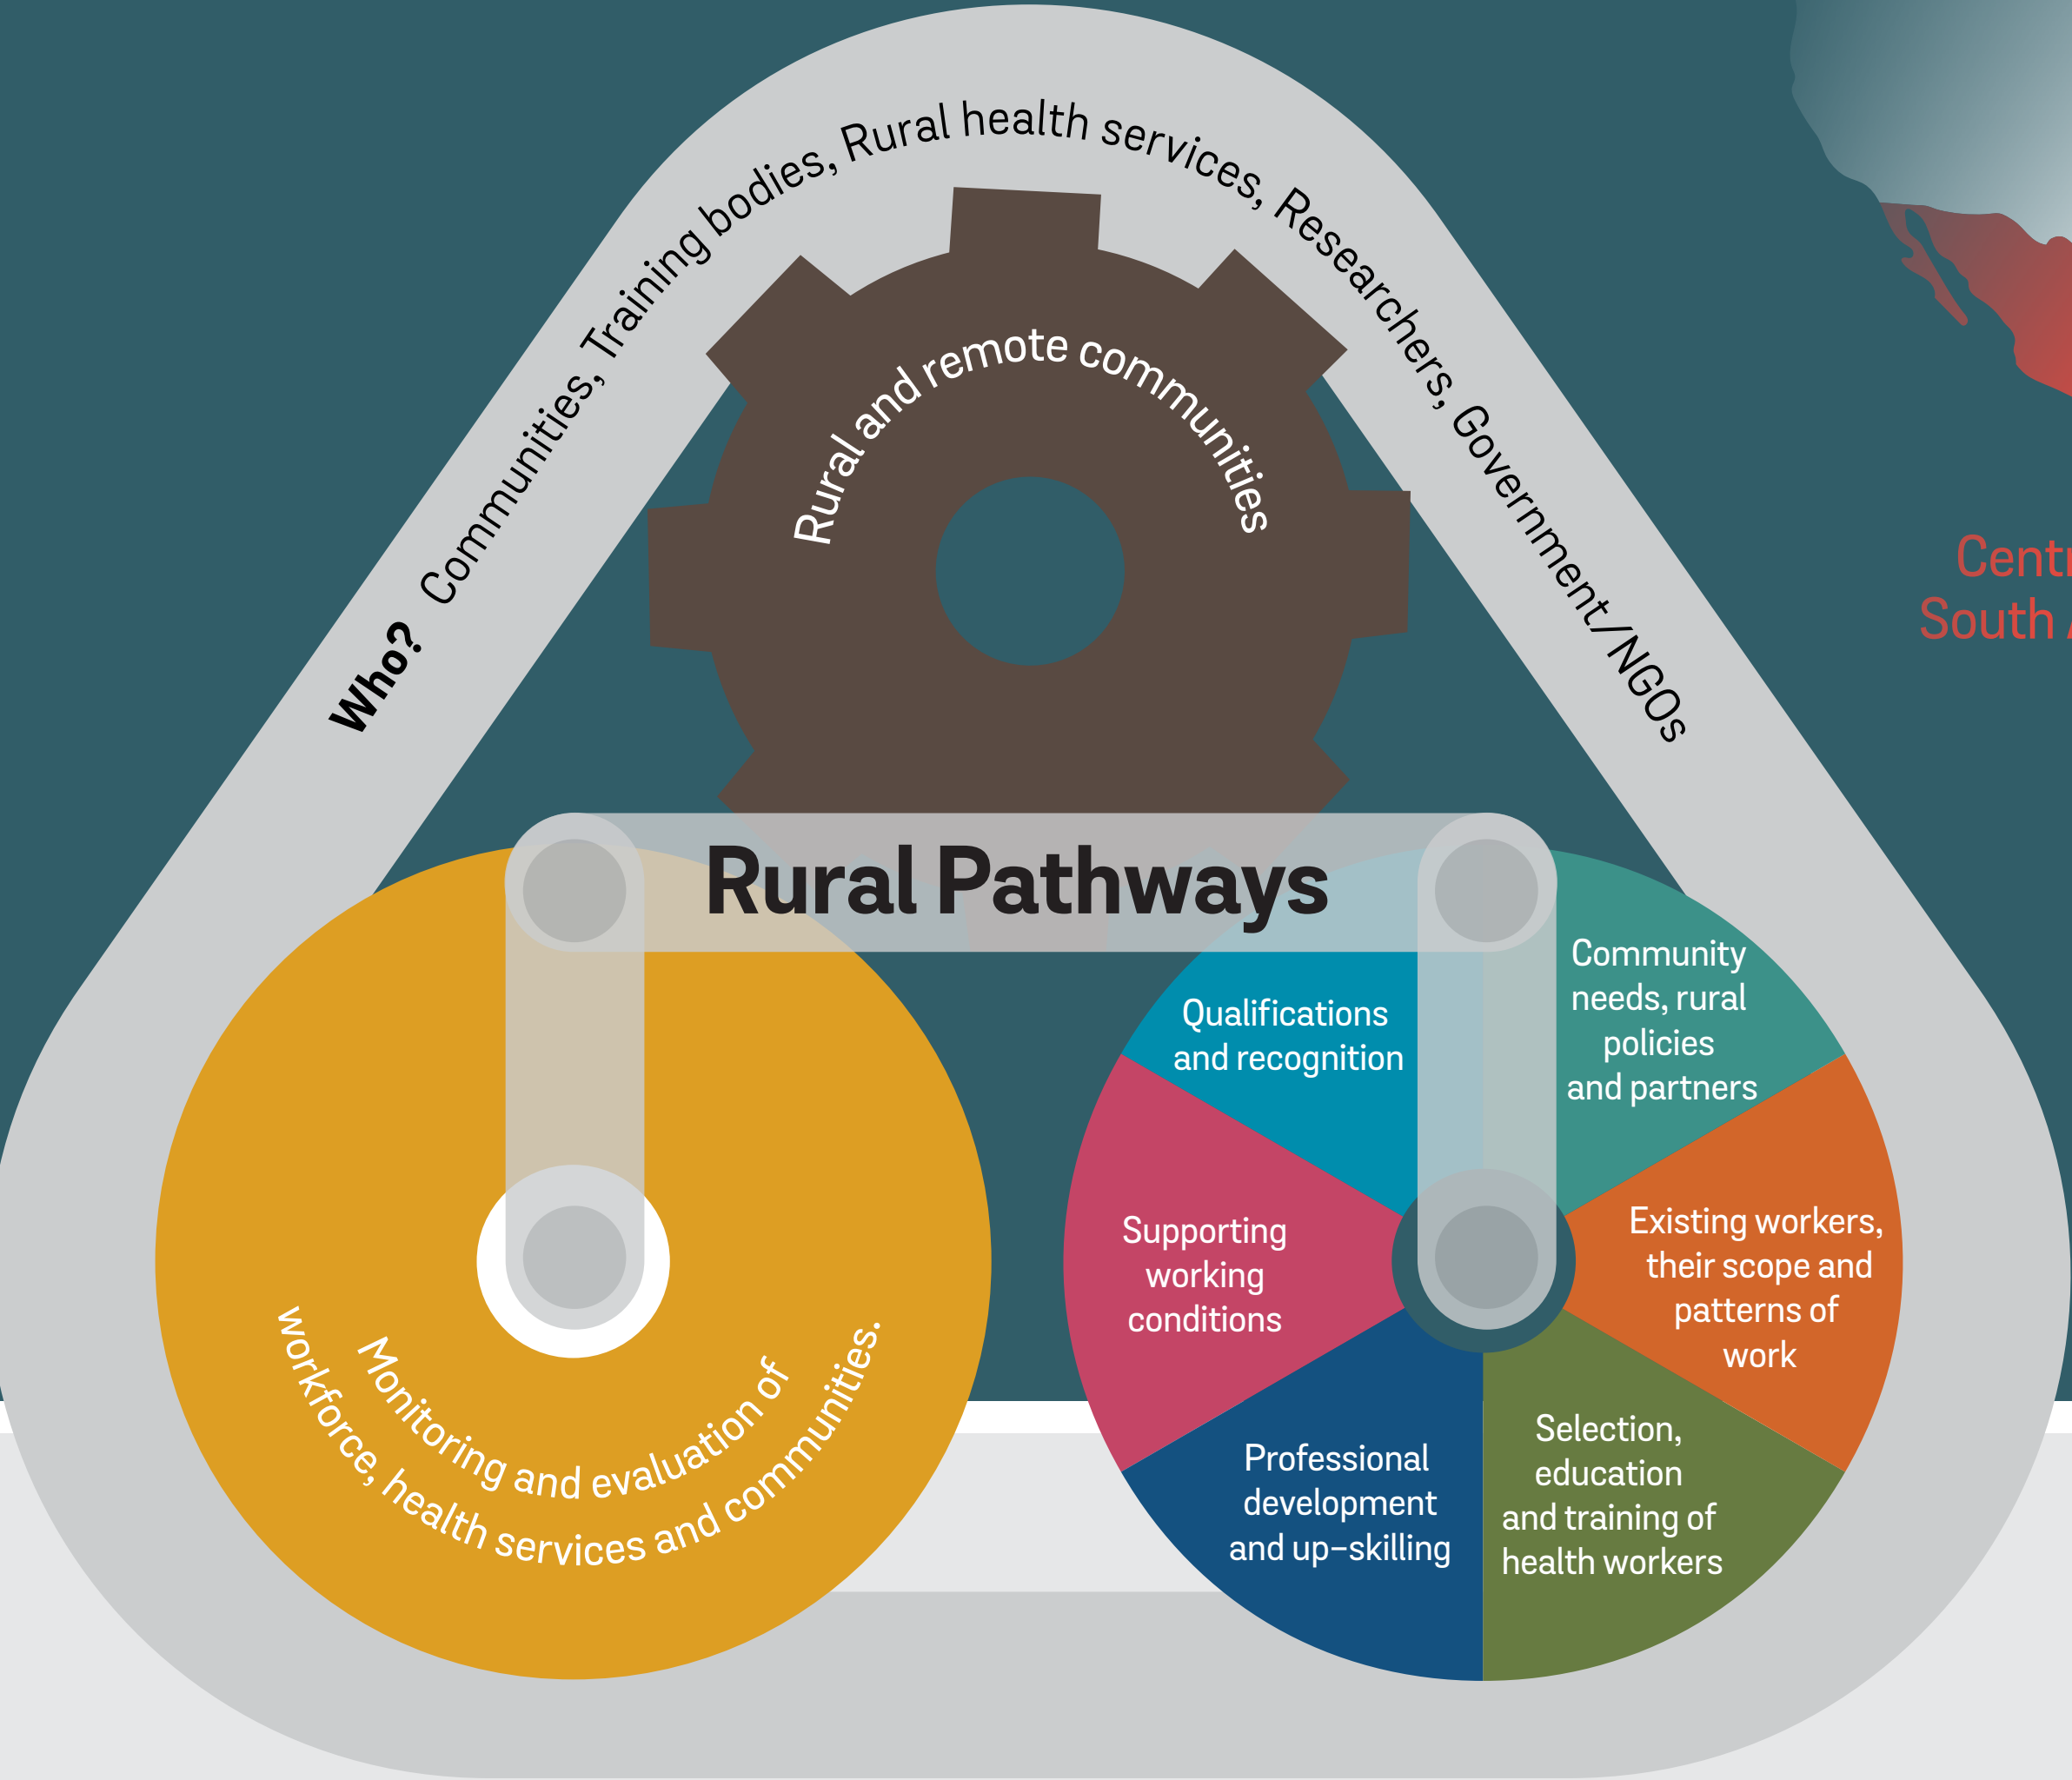 Who? Communities, Training bodies, Rural health services, Researchers, Government/NGOs
Rural and remote communities
Centr
South
Rural Pathways
Community
needs, rural
policies
and partners
Qualifications
and recognition
Existing workers,
their scope and
patterns of
work
Supporting
working
conditions
Selection,
education
and training of
health workers
Professional
development
and up-skilling
Monitoring and evaluation of
workforce, health services and communities.